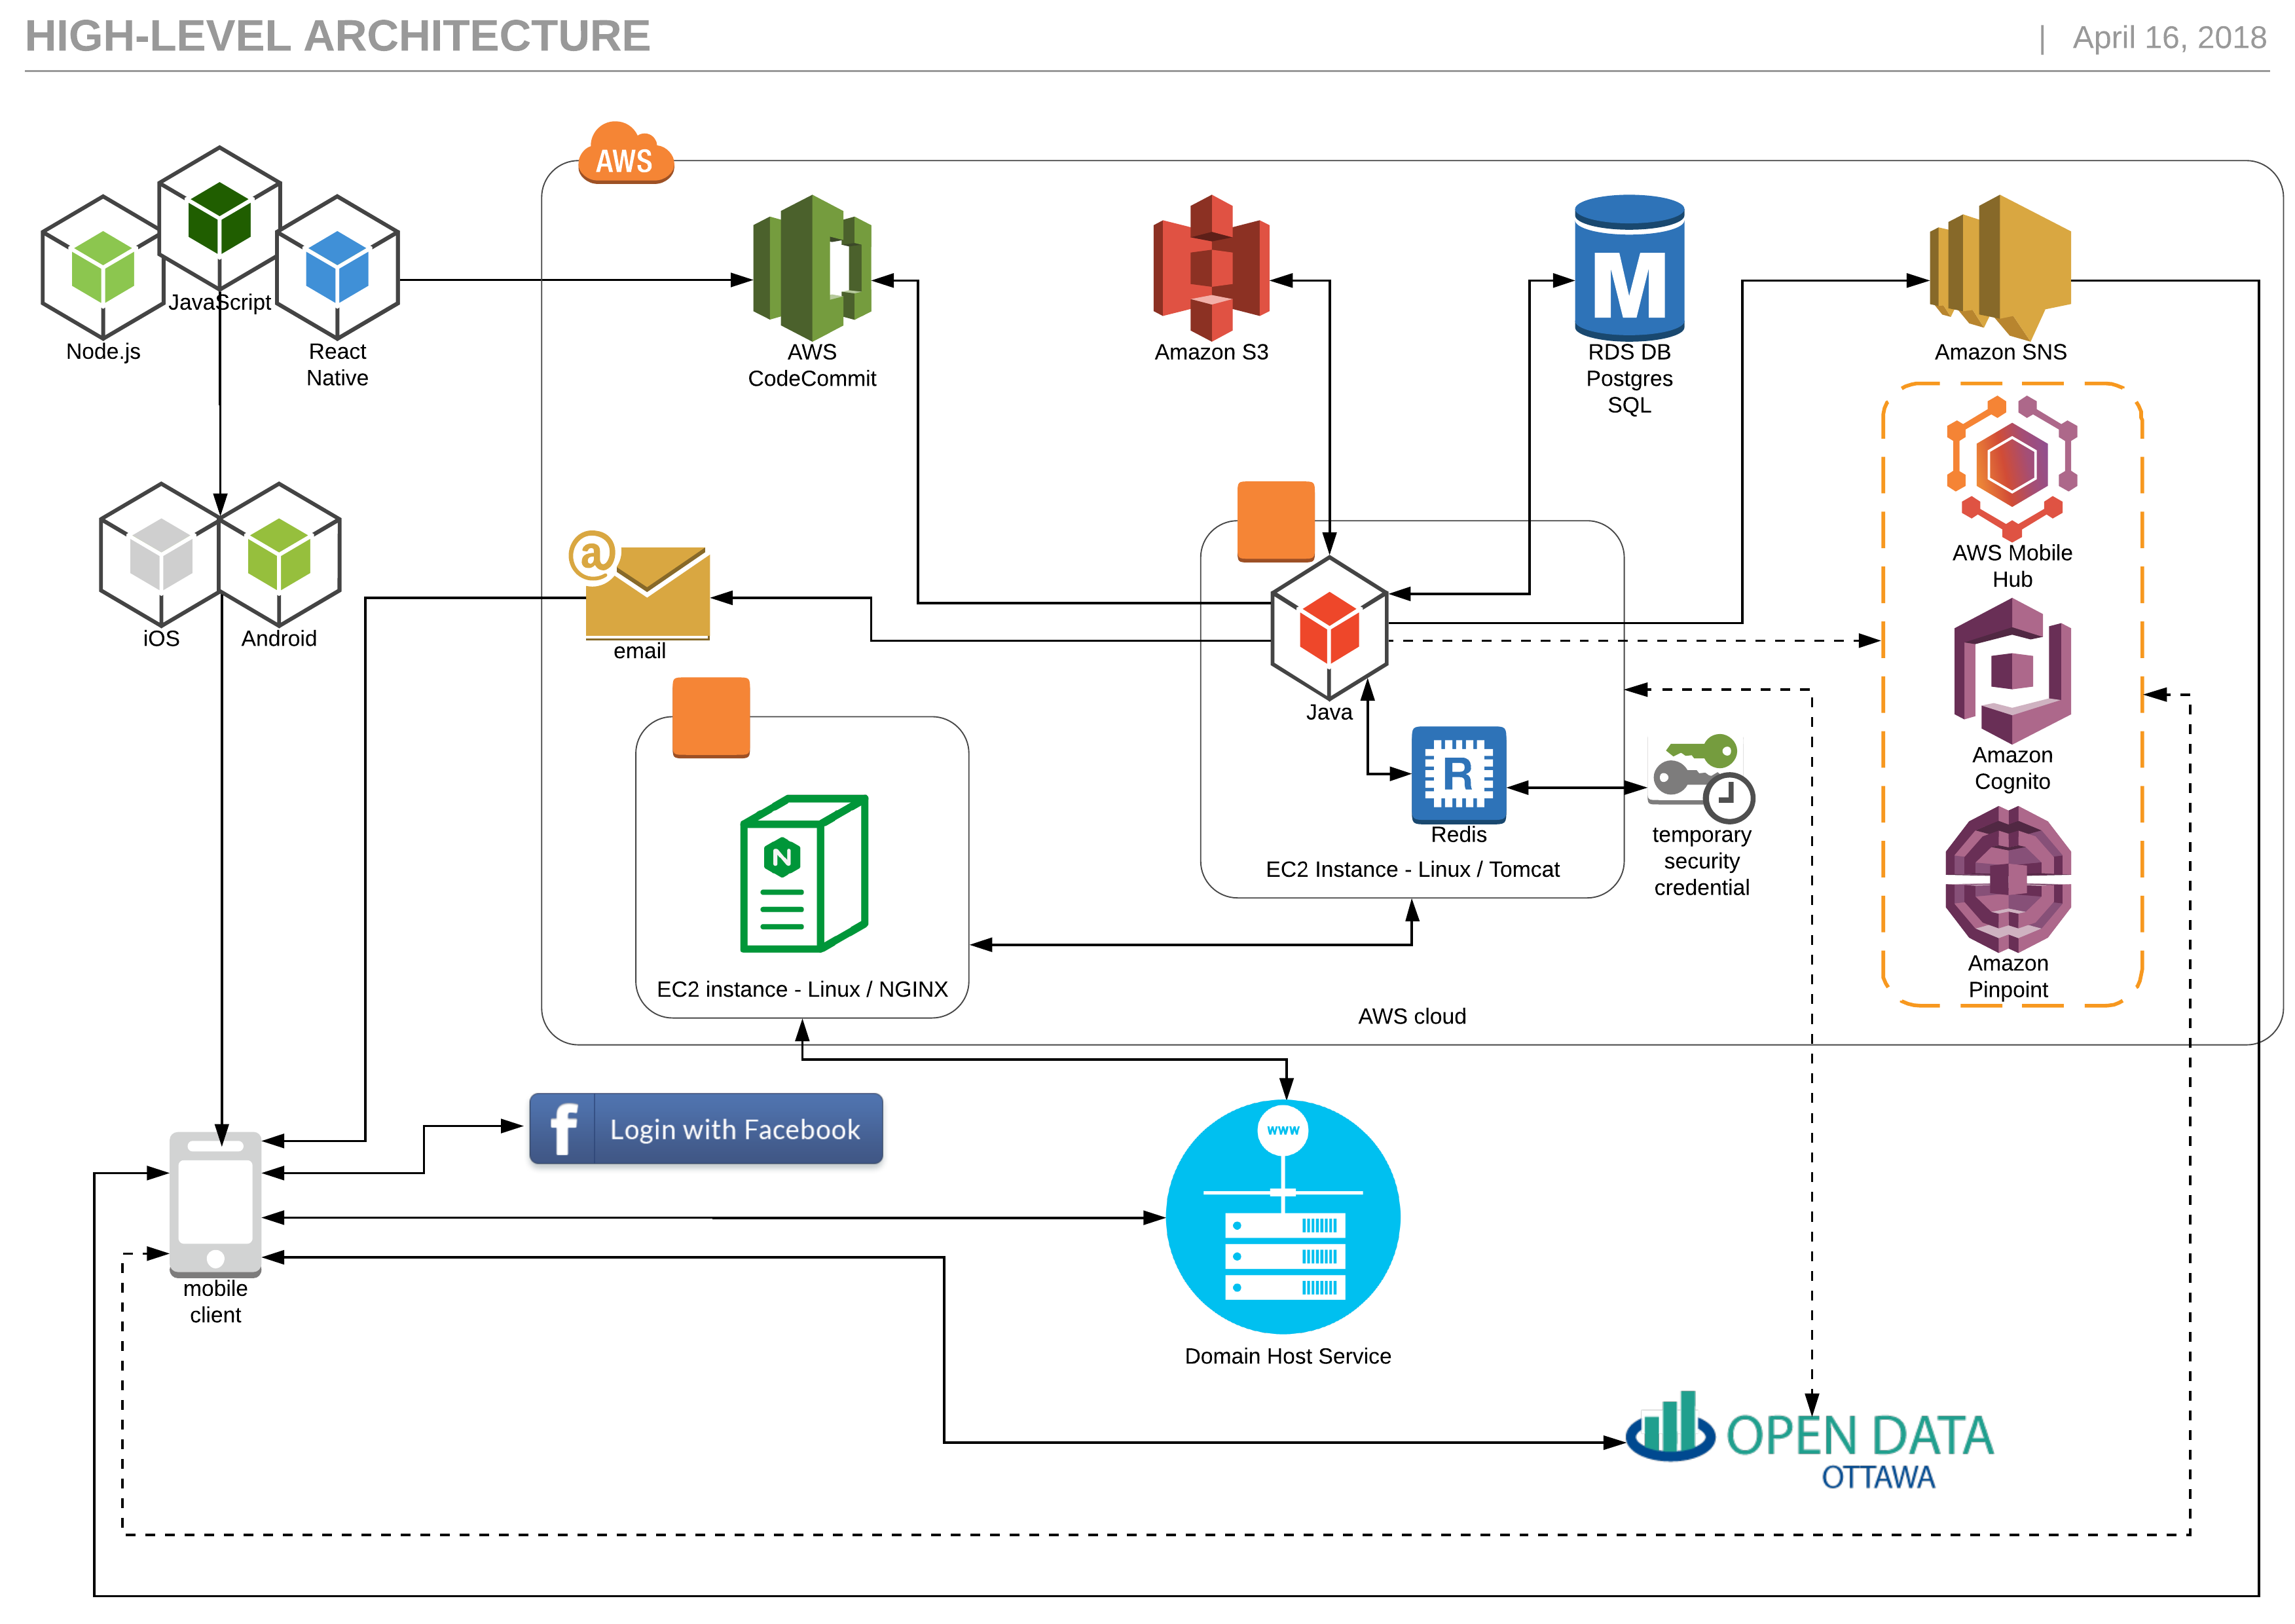 HIGH-LEVEL ARCHITECTURE
| April 16, 2018
AWS
JavaScript
Node.js
React
Native
AWS
CodeCommit
Amazon S3
M
RDS DB
Postgres
SQL
Amazon SNS
AWS Mobile
Hub
iOS
Android
@
email
Java
Amazon
Cognito
R
Redis
temporary
security
credential
EC2 Instance - Linux / Tomcat
N
EC2 instance - Linux / NGINX
Amazon
Pinpoint
AWS cloud
f Login with Facebook
www
mobile
client
Domain Host Service
OPEN DATA
OTTAWA